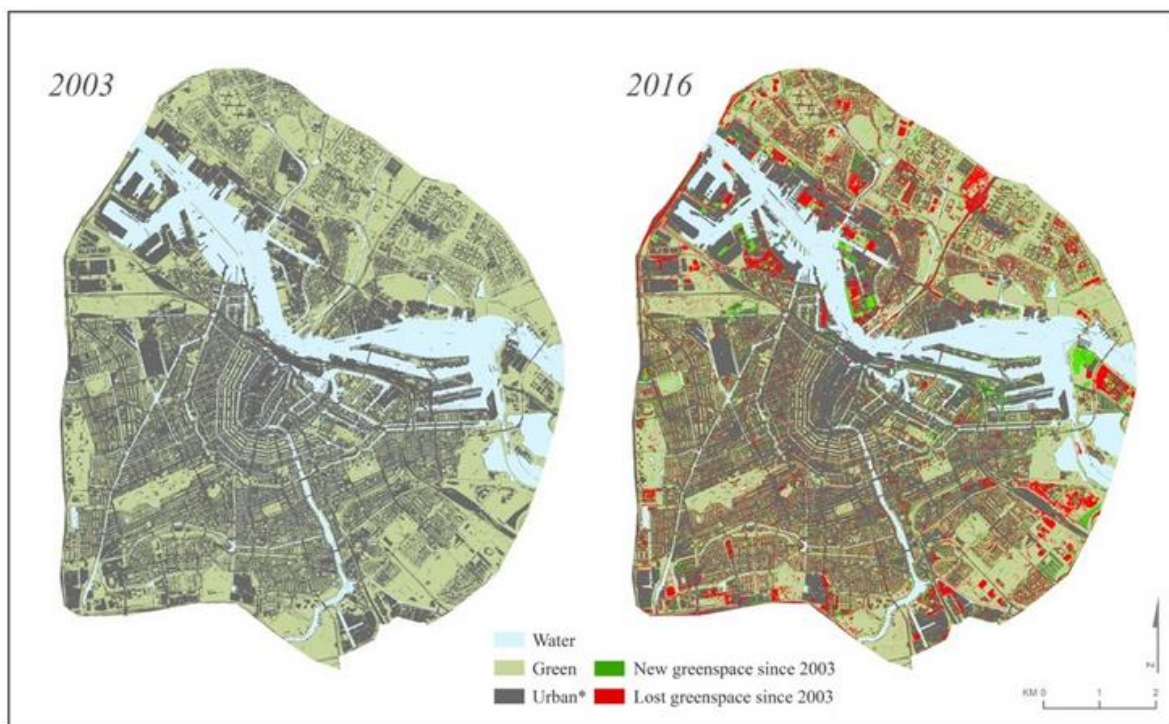 2003
2016
Water
Green
Urban*
New greenspace since 2003
Lost greenspace since 2003
N
KM 0 1 2